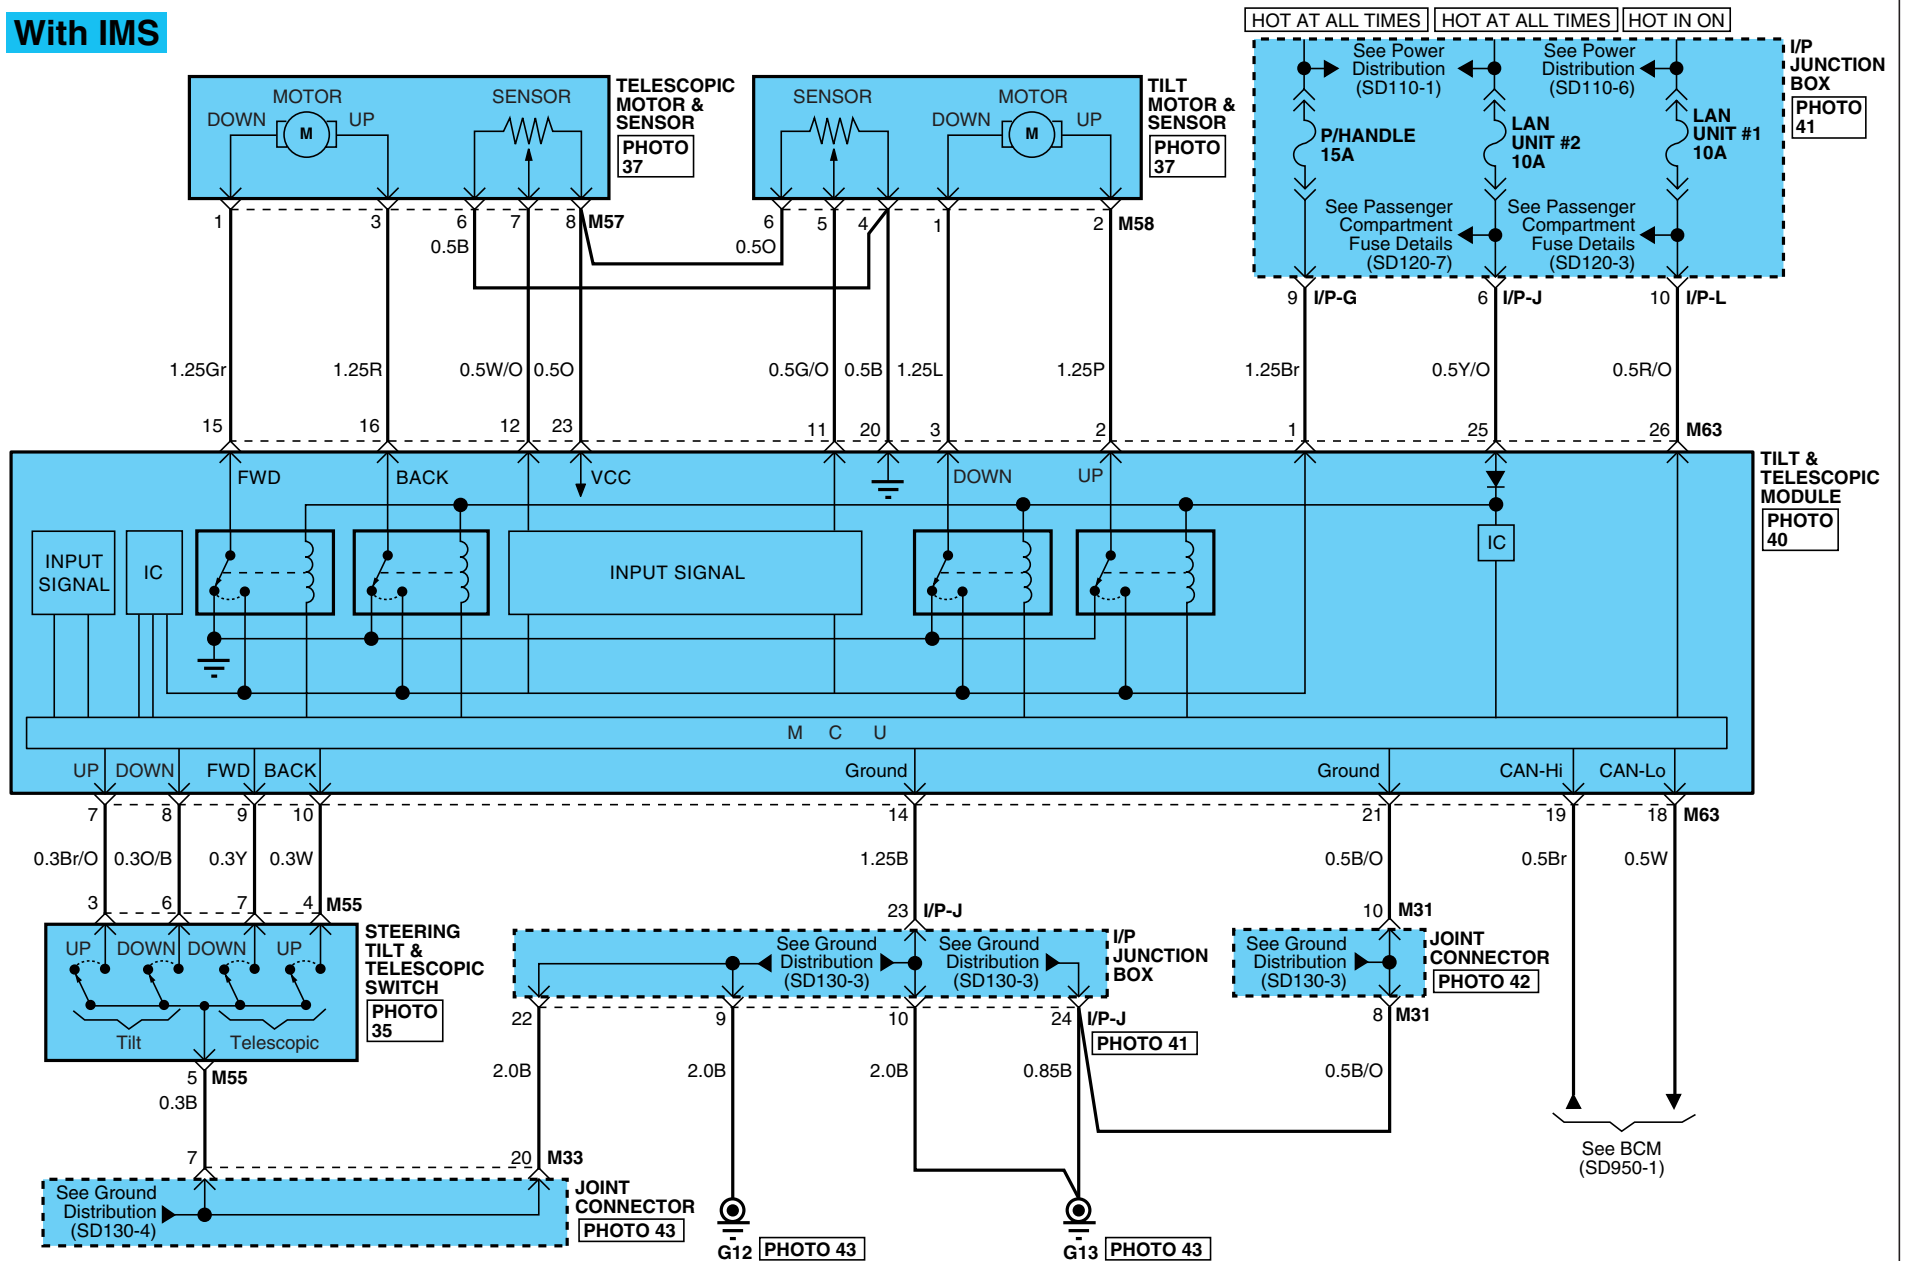 With IMS
HOT AT ALL TIMES
HOT AT ALL TIMES
HOT IN ON
MOTOR
DOWN
UP
M
SENSOR
TELESCOPIC
MOTOR &
SENSOR
PHOTO
37
SENSOR
MOTOR
DOWN
UP
M
TILT
MOTOR &
SENSOR
PHOTO
37
See Power
Distribution
(SD110-1)
See Power
Distribution
(SD110-6)
P/HANDLE
15A
LAN
UNIT #2
10A
LAN
UNIT #1
10A
See Passenger
Compartment
Fuse Details
(SD120-7)
See Passenger
Compartment
Fuse Details
(SD120-3)
I/P
JUNCTION
BOX
PHOTO
41
1
3
6
7
8
M57
6
5
4
1
2
M58
9
I/P-G
6
I/P-J
10
I/P-L
0.5B
0.5O
1.25Gr
1.25R
0.5W/O
0.5O
0.5G/O
0.5B
1.25L
1.25P
1.25Br
0.5Y/O
0.5R/O
15
16
12
23
11
20
3
2
1
25
26
M63
FWD
BACK
VCC
DOWN
UP
TILT &
TELESCOPIC
MODULE
PHOTO
40
INPUT
SIGNAL
IC
INPUT SIGNAL
IC
M C U
UP
DOWN
FWD
BACK
Ground
Ground
CAN-Hi
CAN-Lo
7
8
9
10
14
21
19
18
M63
0.3Br/O
0.3O/B
0.3Y
0.3W
1.25B
0.5B/O
0.5Br
0.5W
3
6
7
4
M55
23
I/P-J
10
M31
UP
DOWN
DOWN
UP
Tilt
Telescopic
STEERING
TILT &
TELESCOPIC
SWITCH
PHOTO
35
See Ground
Distribution
(SD130-3)
See Ground
Distribution
(SD130-3)
I/P
JUNCTION
BOX
See Ground
Distribution
(SD130-3)
JOINT
CONNECTOR
PHOTO 42
22
9
10
24
I/P-J
PHOTO 41
8
M31
5
M55
0.3B
2.0B
2.0B
2.0B
0.85B
0.5B/O
7
20
M33
See Ground
Distribution
(SD130-4)
JOINT
CONNECTOR
PHOTO 43
G12
PHOTO 43
G13
PHOTO 43
See BCM
(SD950-1)